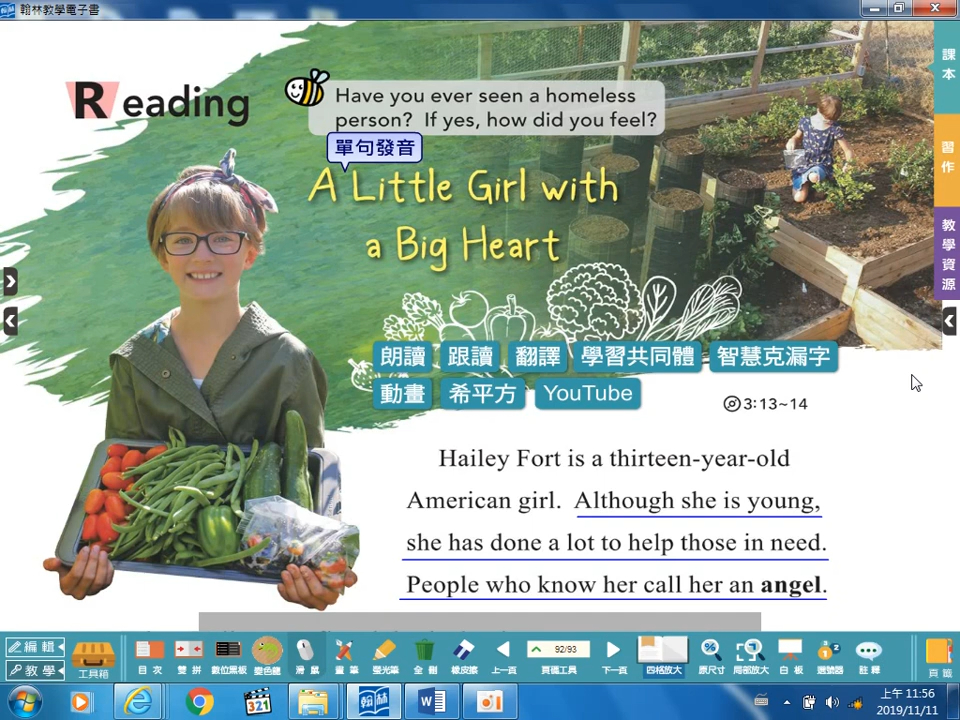 翰林教學電子書
Reading
Have you ever seen a homeless
person? If yes, how did you feel?
單句發音
A Little Girl with
a Big Heart
朗讀 跟讀 翻譯 學習共同體 智慧克漏字
動畫 希平方 YouTube
3:13~14
Hailey Fort is a thirteen-year-old
American girl. Although she is young,
she has done a lot to help those in need.
People who know her call her an angel.
課本
習作
教學資源
編輯
教學
工具箱 目次 雙拼 數位黑板 變色龍 滑鼠 畫筆 螢光筆 全刪 橡皮擦 上一頁 頁碼工具 下一頁 四格放大 原尺寸 局部放大 白板 選號器 註釋 頁籤
92/93
321
上午 11:56
2019/11/11